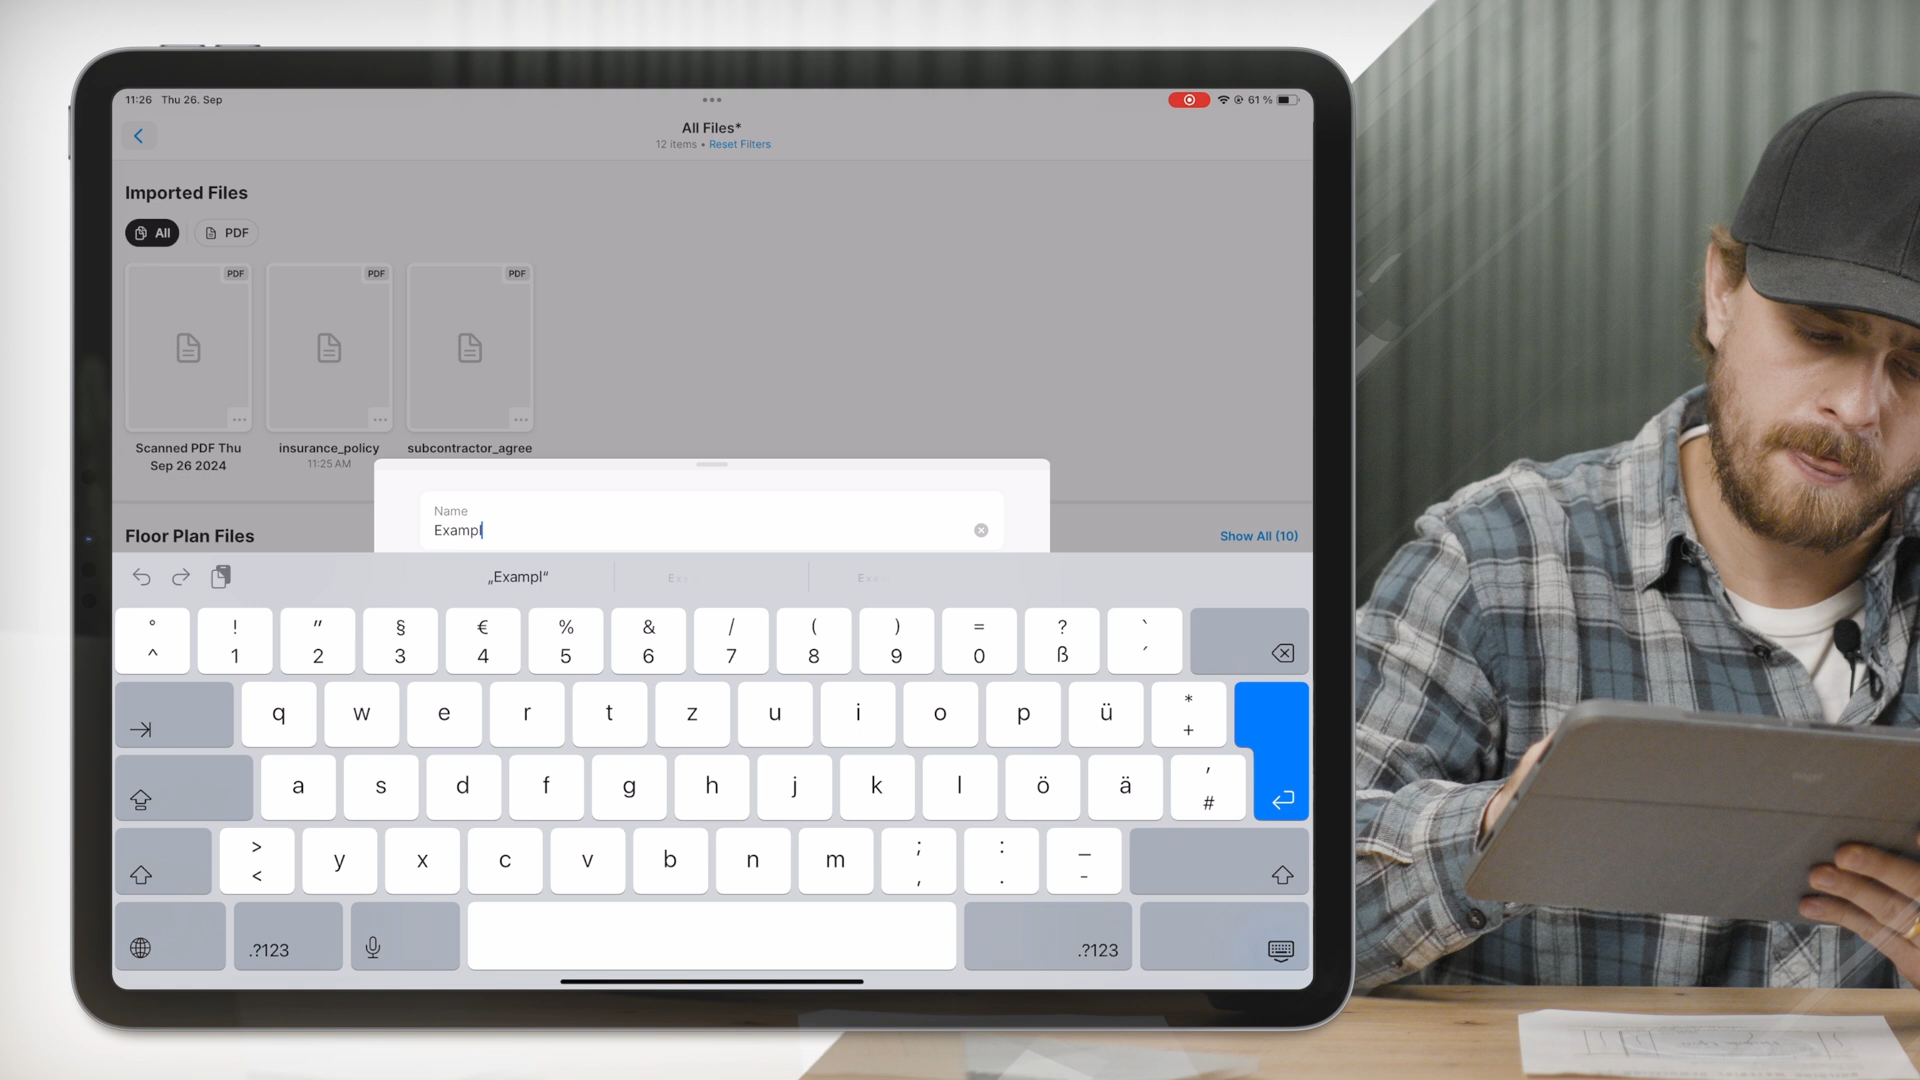 11:26 Thu 26. Sep
61 %
All Files*
12 items • Reset Filters
Imported Files
All
PDF
PDF
PDF
PDF
Scanned PDF Thu
Sep 26 2024
insurance_policy
11:25 AM
subcontractor_agree
Name
Exampl
Floor Plan Files
Show All (10)
„Exampl“
° ! " § € % & / ( ) = ? `
^ 1 2 3 4 5 6 7 8 9 0 ß ´
q w e r t z u i o p ü * +
a s d f g h j k l ö ä ' #
> < y x c v b n m ; , : . _ -
.?123
.?123